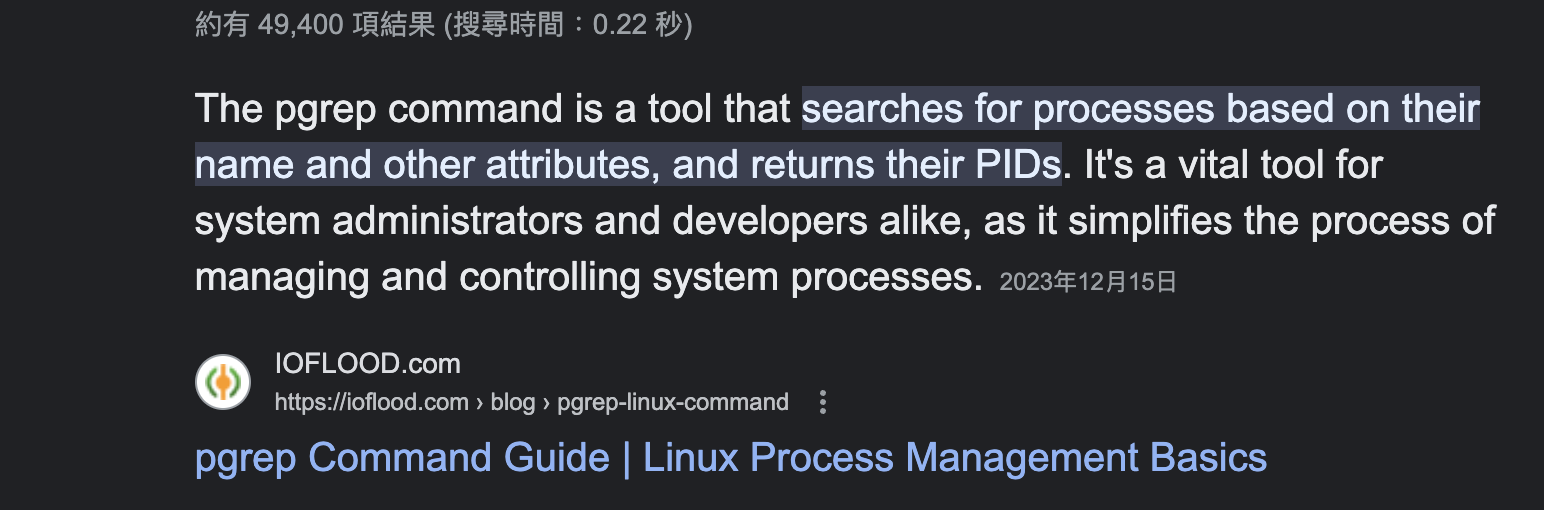 約有 49,400 項結果 (搜尋時間：0.22 秒)
The pgrep command is a tool that searches for processes based on their
name and other attributes, and returns their PIDs. It's a vital tool for
system administrators and developers alike, as it simplifies the process of
managing and controlling system processes. 2023年12月15日
IOFLOOD.com
https://ioflood.com › blog › pgrep-linux-command
pgrep Command Guide | Linux Process Management Basics